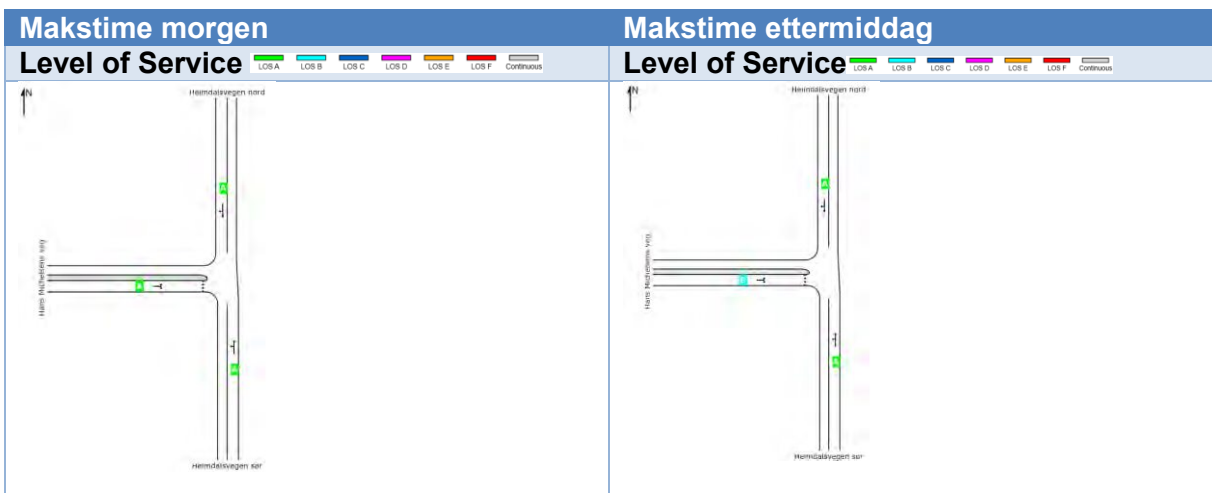 Makstime morgen
Makstime ettermiddag
Level of Service LOS A LOS B LOS C LOS D LOS E LOS F Continuous
Level of Service LOS A LOS B LOS C LOS D LOS E LOS F Continuous
N
Heimdalsvegen nord
A
Hans Michelsens veg
A
A
Heimdalsvegen sør
N
Heimdalsvegen nord
A
Hans Michelsens veg
B
A
Heimdalsvegen sør